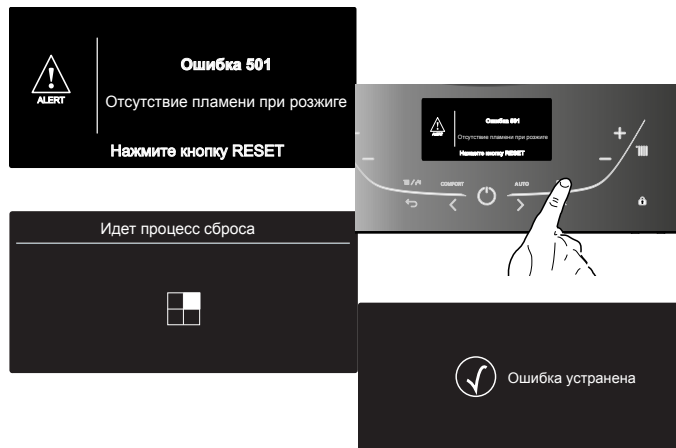 Ошибка 501
ALERT
Отсутствие пламени при розжиге
Нажмите кнопку RESET
Ошибка 501
ALERT
Отсутствие пламени при розжиге
Нажмите кнопку RESET
COMFORT
AUTO
Идет процесс сброса
Ошибка устранена